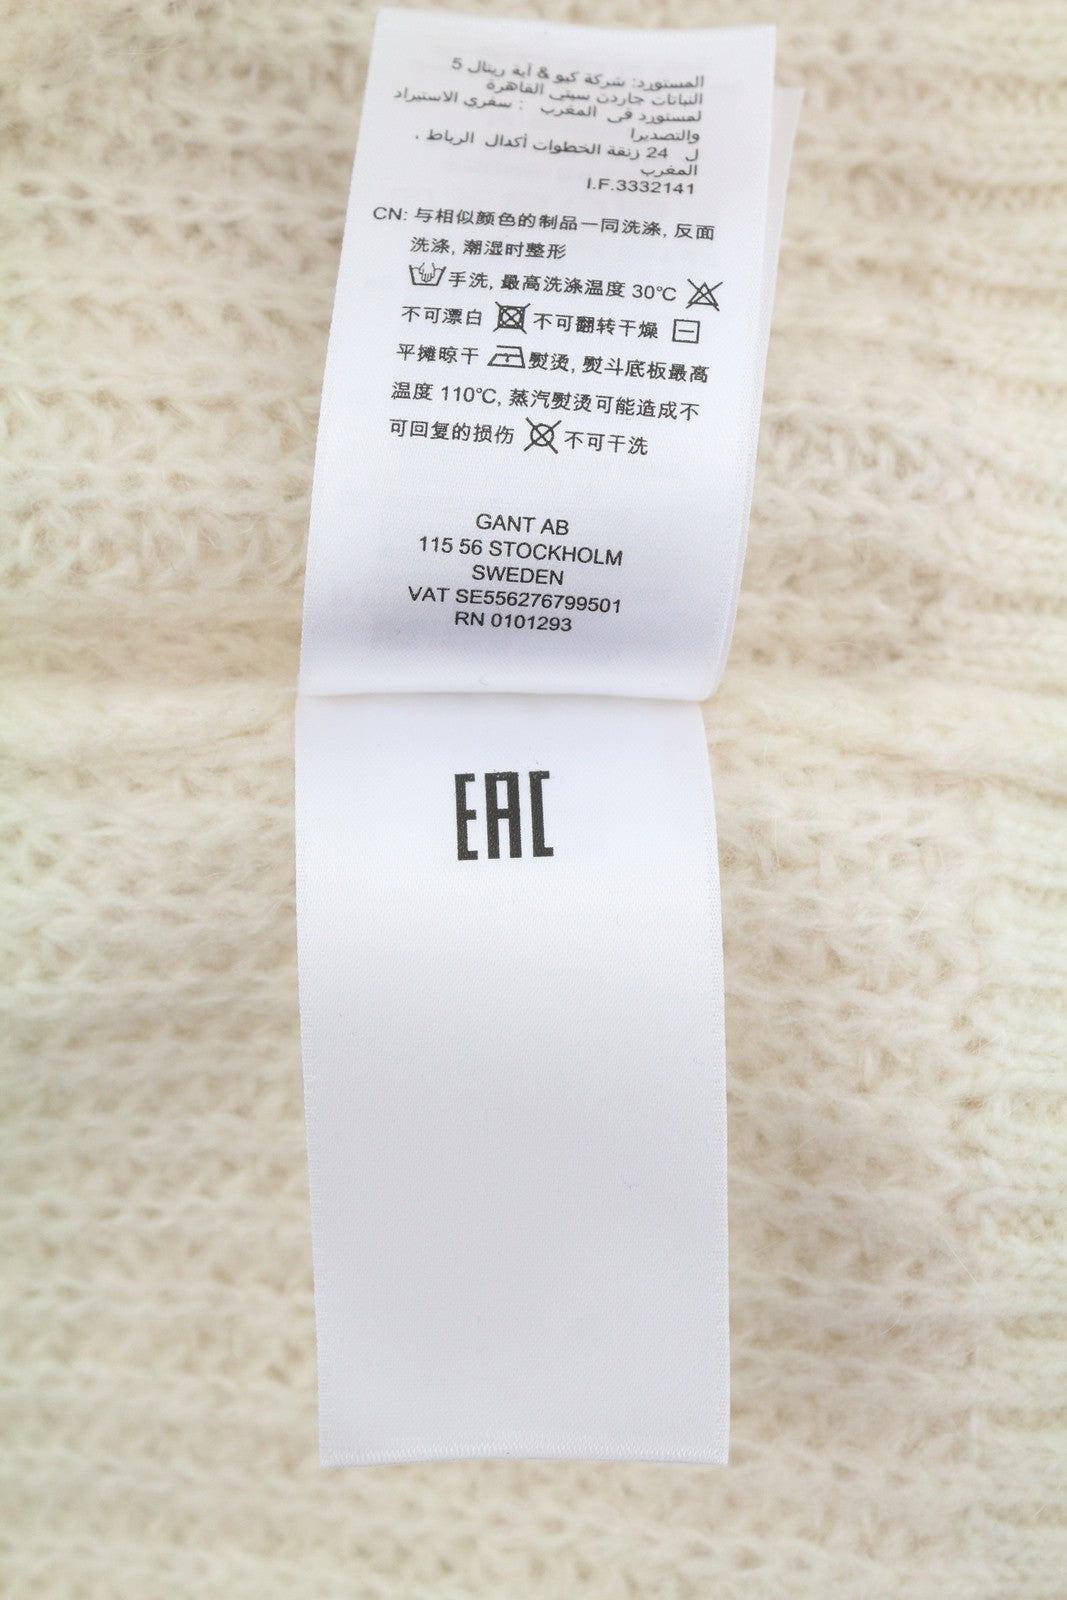 المستورد: شركة كيو & أية ريتال 5
النباتات جاردن سيتي القاهرة
لمستورد في المغرب : سفري الاستيراد
والتصديرا
ل 24 زنقة الخطوات أكدال الرباط ،
المغرب
I.F.3332141
CN: 与相似颜色的制品一同洗涤, 反面
洗涤, 潮湿时整形
手洗, 最高洗涤温度 30°C
不可漂白 不可翻转干燥
平摊晾干 熨烫, 熨斗底板最高
温度 110°C, 蒸汽熨烫可能造成不
可回复的损伤 不可干洗
GANT AB
115 56 STOCKHOLM
SWEDEN
VAT SE556276799501
RN 0101293
EAC